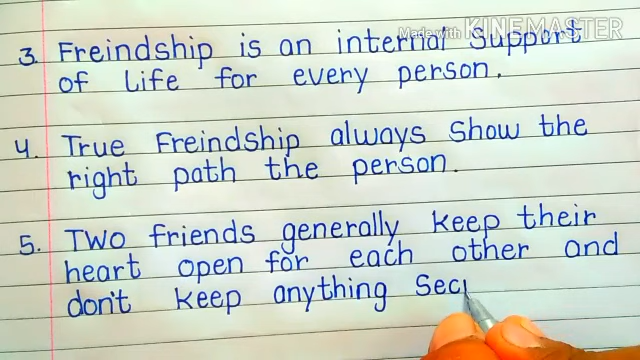 Made with KINEMASTER
3. Freindship is an internal Support
of Life for every person.
4. True Freindship always show the
right path the person.
5. Two friends generally keep their
heart open for each other and
don't keep anything Sec